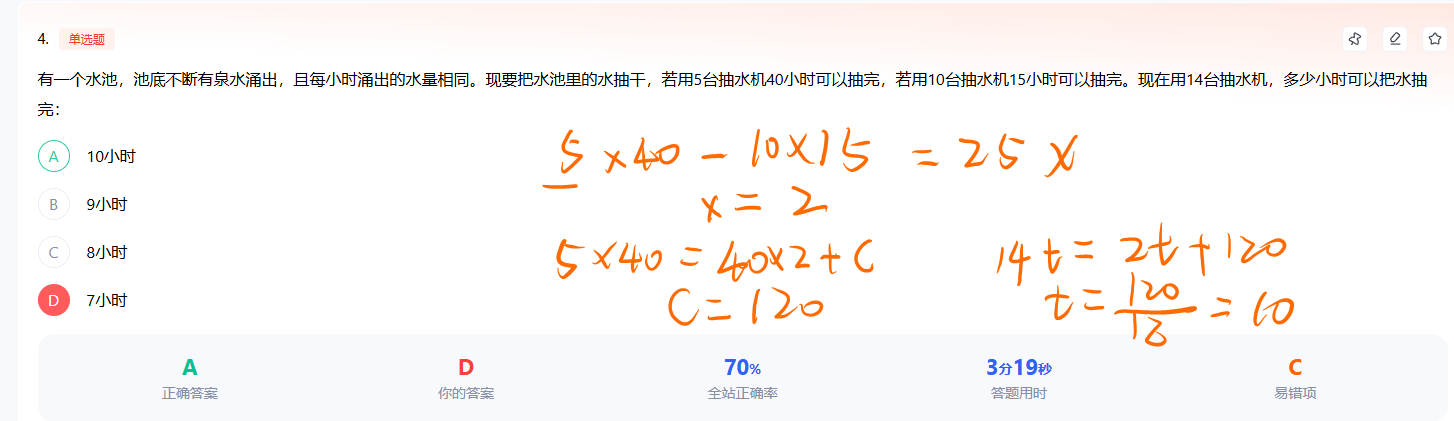 4. 单选题
有一个水池，池底不断有泉水涌出，且每小时涌出的水量相同。现要把水池里的水抽干，若用5台抽水机40小时可以抽完，若用10台抽水机15小时可以抽完。现在用14台抽水机，多少小时可以把水抽
完：
A 10小时
B 9小时
C 8小时
D 7小时
5×40-10×15=25x
x=2
5×40=40×2+C
C=120
14t=2t+120
t=120/12=10
A D 70% 3分19秒 C
正确答案 你的答案 全站正确率 答题用时 易错项